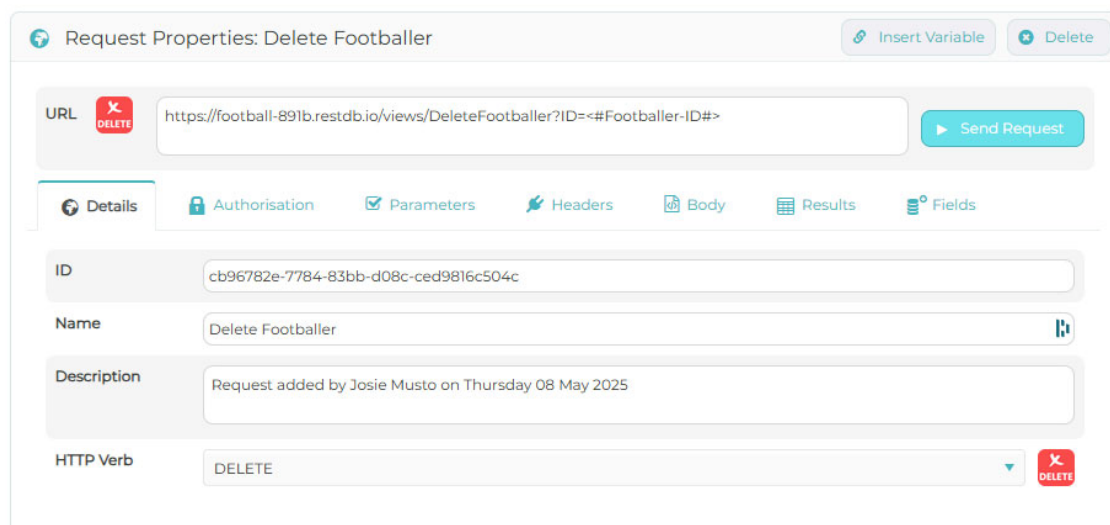 Request Properties: Delete Footballer
Insert Variable
Delete
URL
DELETE
https://football-891b.restdb.io/views/DeleteFootballer?ID=<#Footballer-ID#>
Send Request
Details
Authorisation
Parameters
Headers
Body
Results
Fields
ID
cb96782e-7784-83bb-d08c-ced9816c504c
Name
Delete Footballer
Description
Request added by Josie Musto on Thursday 08 May 2025
HTTP Verb
DELETE
DELETE